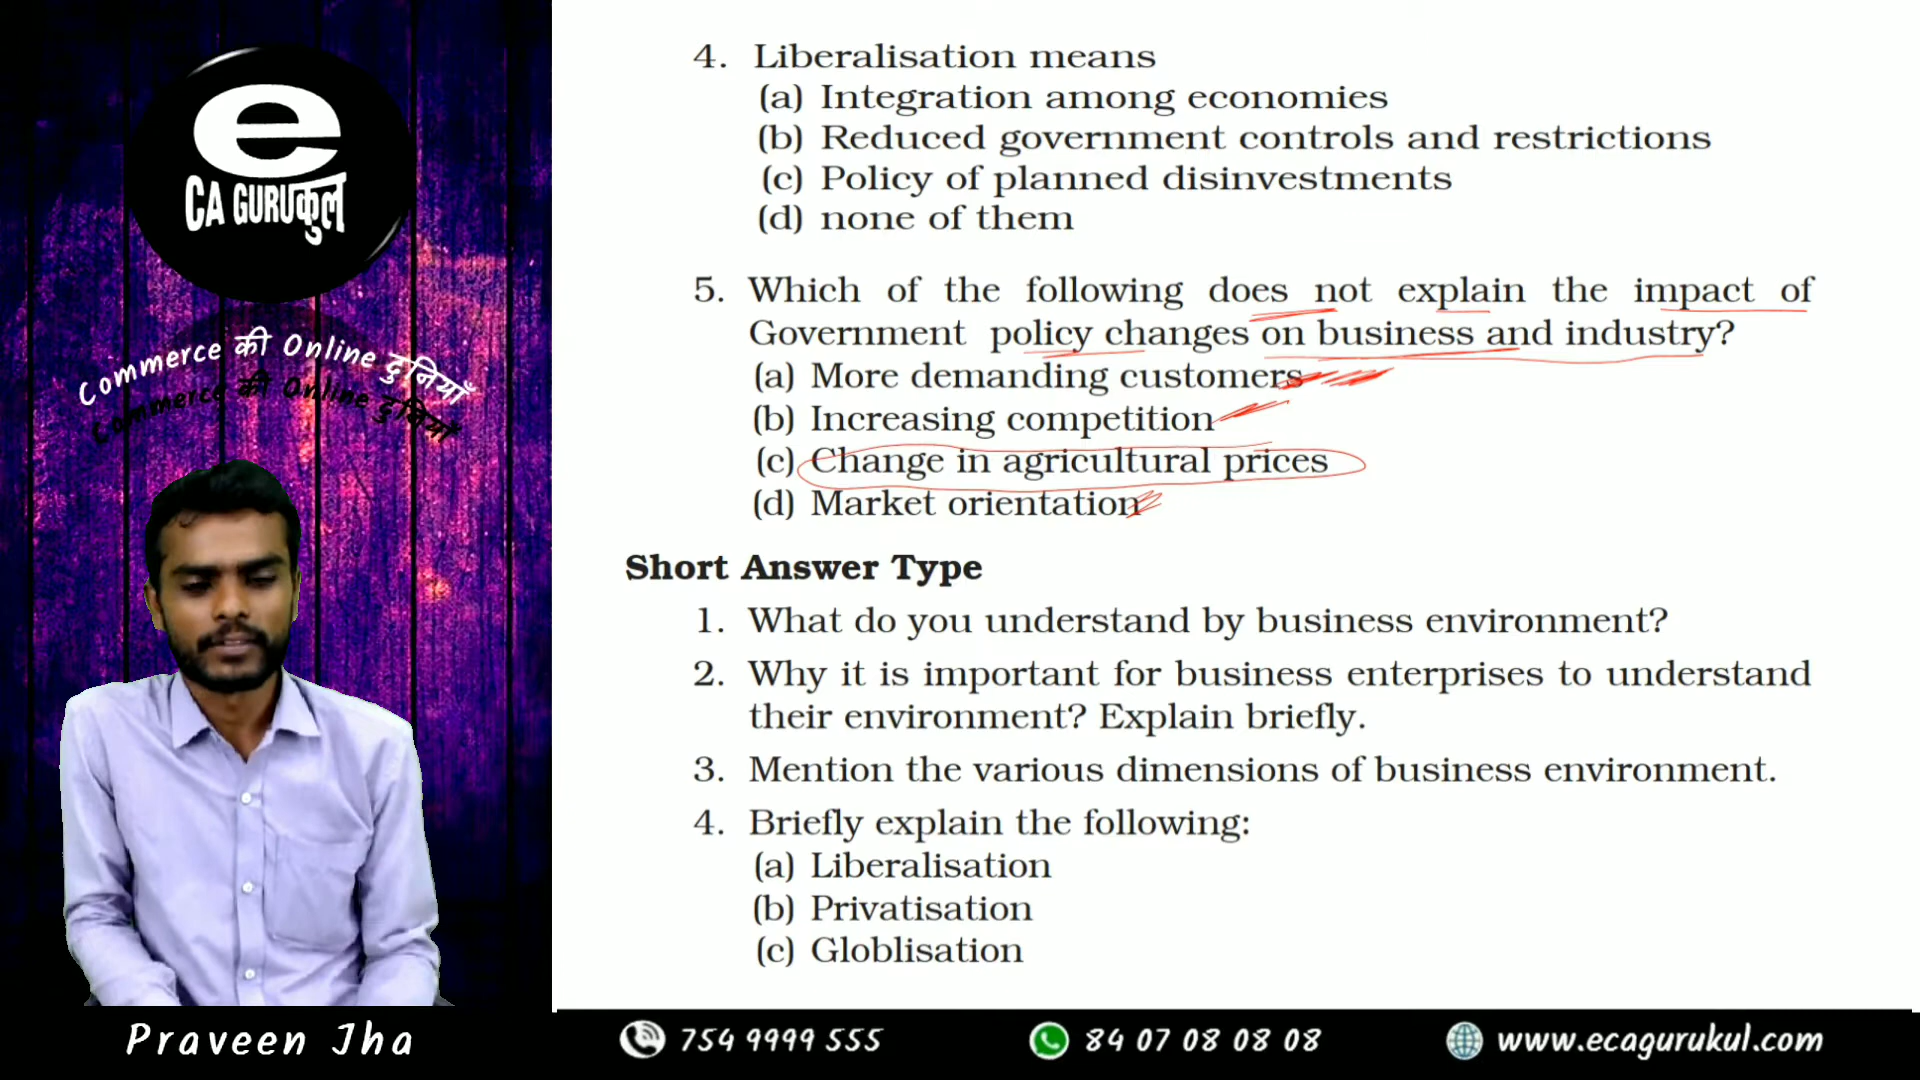 e
CA GURUकुल
Commerce की Online दुनियाँ
Commerce की Online दुनियाँ
4. Liberalisation means
(a) Integration among economies
(b) Reduced government controls and restrictions
(c) Policy of planned disinvestments
(d) none of them
5. Which of the following does not explain the impact of
Government policy changes on business and industry?
(a) More demanding customers
(b) Increasing competition
(c) Change in agricultural prices
(d) Market orientation
Short Answer Type
1. What do you understand by business environment?
2. Why it is important for business enterprises to understand
their environment? Explain briefly.
3. Mention the various dimensions of business environment.
4. Briefly explain the following:
(a) Liberalisation
(b) Privatisation
(c) Globlisation
Praveen Jha
754 9999 555
84 07 08 08 08
www.ecagurukul.com